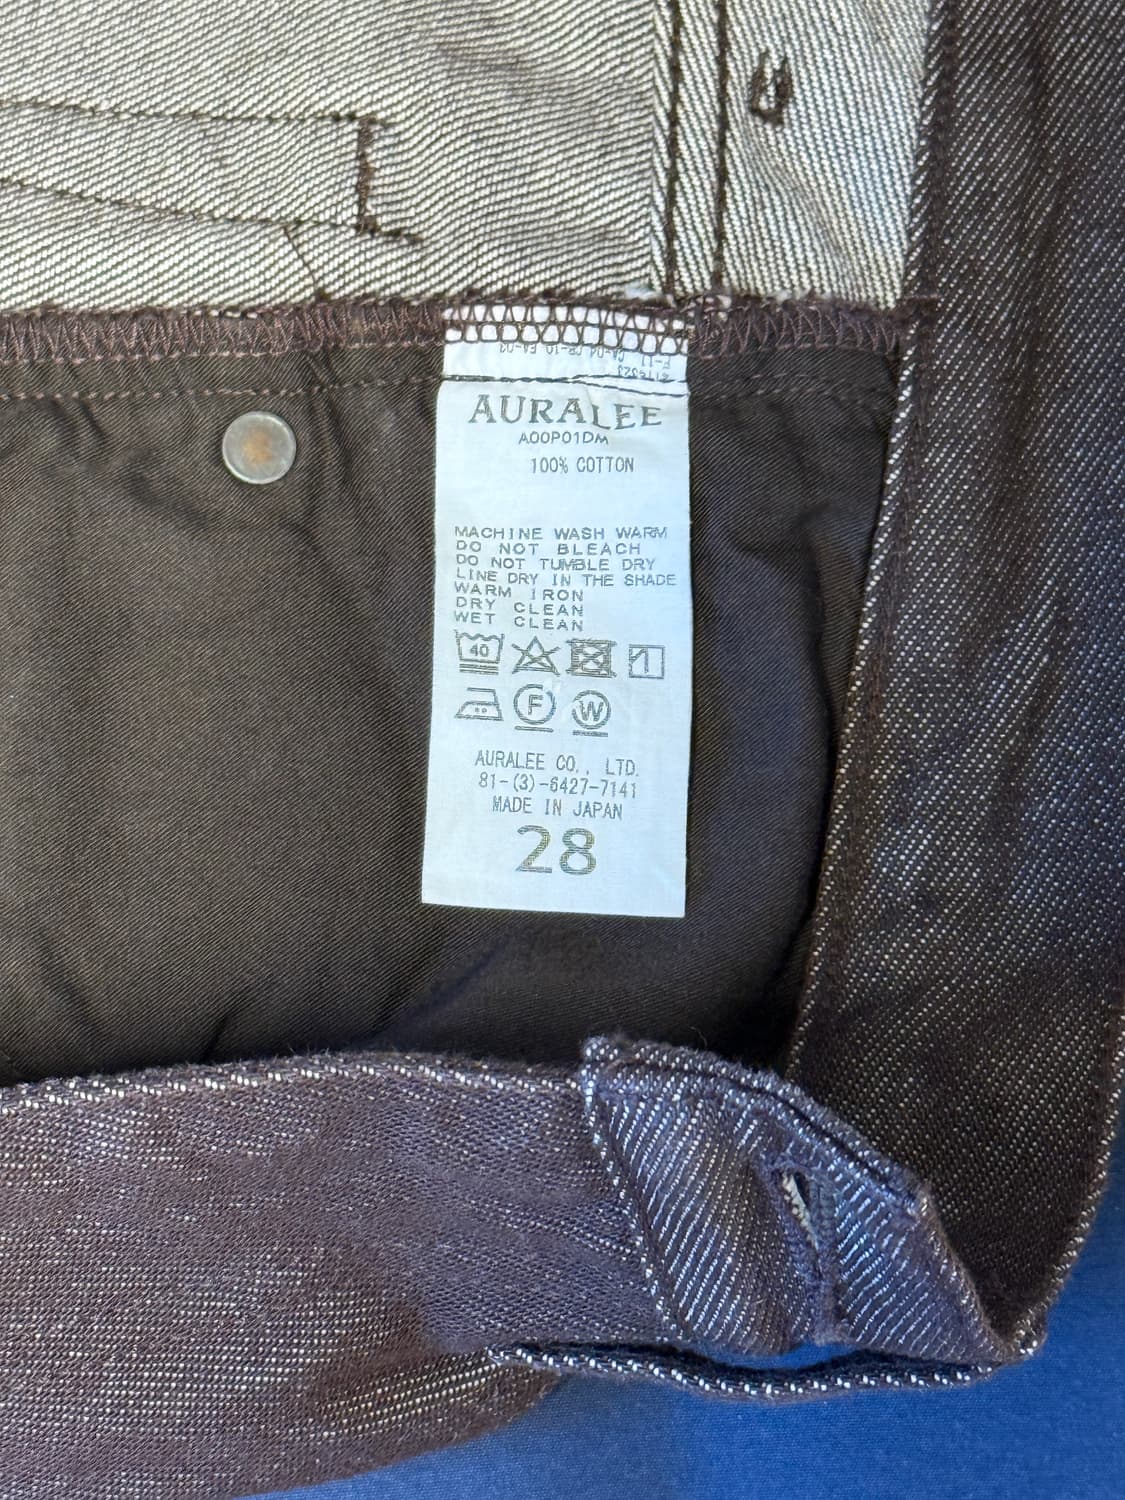 AURALEE
A00P01DM
100% COTTON
MACHINE WASH WARM
DO NOT BLEACH
DO NOT TUMBLE DRY
LINE DRY IN THE SHADE
WARM IRON
DRY CLEAN
WET CLEAN
40
F W
AURALEE CO., LTD.
81-(3)-6427-7141
MADE IN JAPAN
28